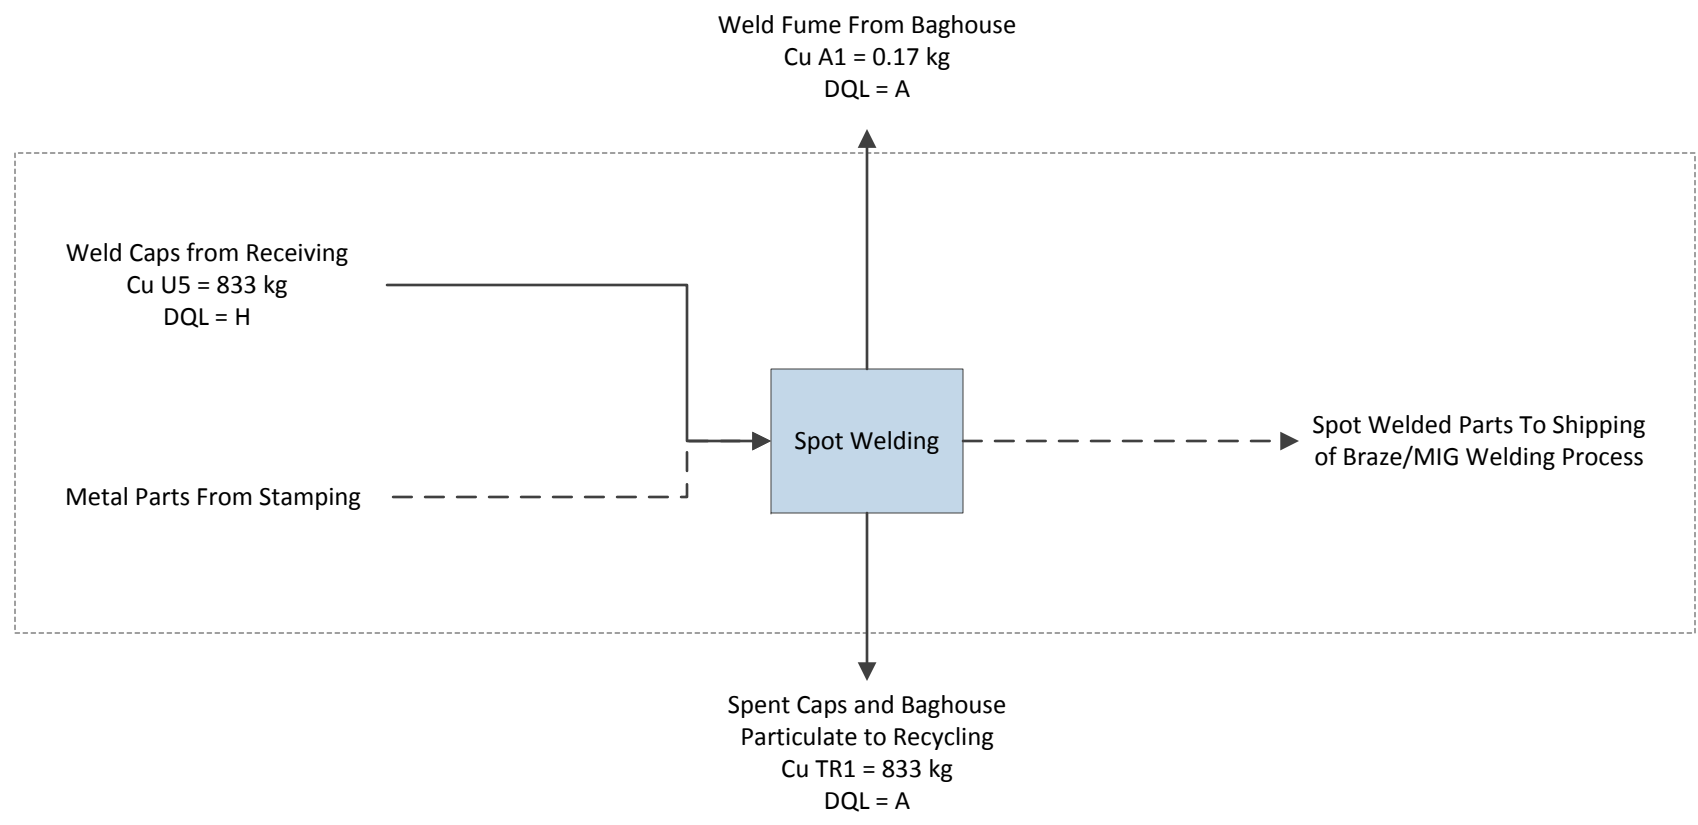 Weld Fume From Baghouse
Cu A1 = 0.17 kg
DQL = A
Weld Caps from Receiving
Cu U5 = 833 kg
DQL = H
Spot Welding
Spot Welded Parts To Shipping
of Braze/MIG Welding Process
Metal Parts From Stamping
Spent Caps and Baghouse
Particulate to Recycling
Cu TR1 = 833 kg
DQL = A